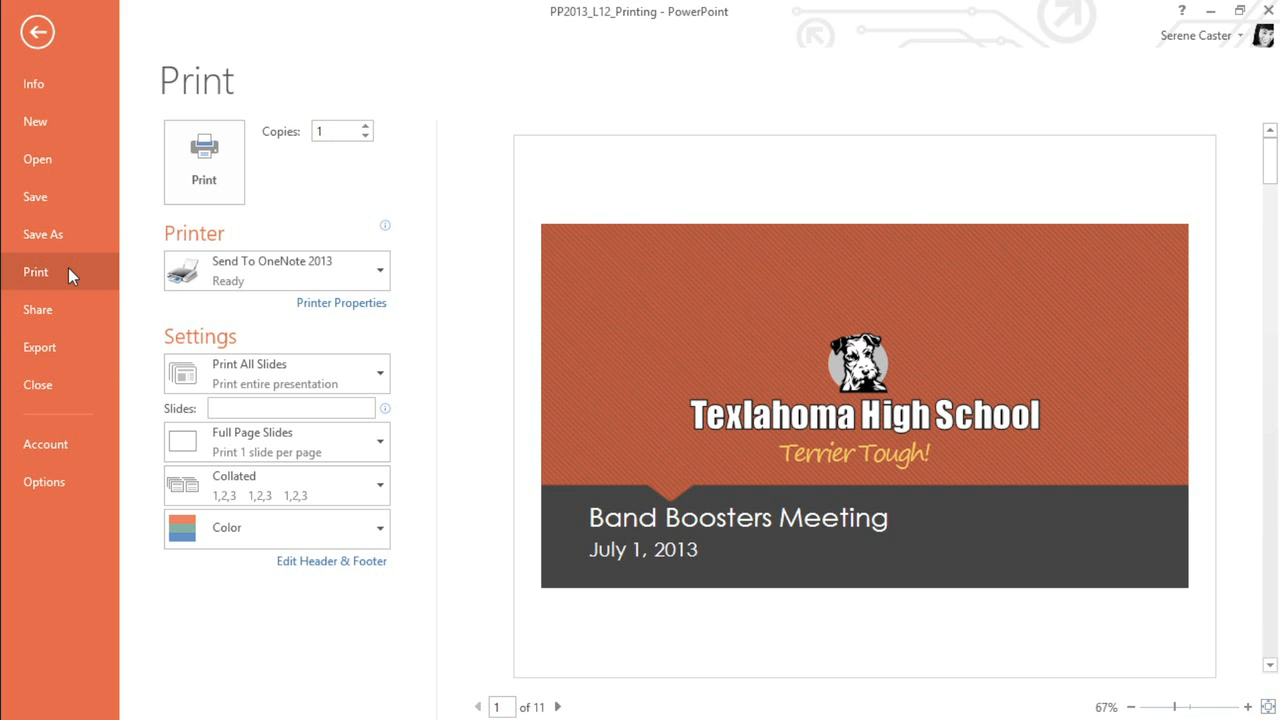 PP2013_L12_Printing - PowerPoint
?
Serene Caster
Info
New
Open
Save
Save As
Print
Share
Export
Close
Account
Options
Print
Print
Copies: 1
Printer
Send To OneNote 2013
Ready
Printer Properties
Settings
Print All Slides
Print entire presentation
Slides:
Full Page Slides
Print 1 slide per page
Collated
1,2,3 1,2,3 1,2,3
Color
Edit Header & Footer
Texlahoma High School
Terrier Tough!
Band Boosters Meeting
July 1, 2013
1 of 11
67%